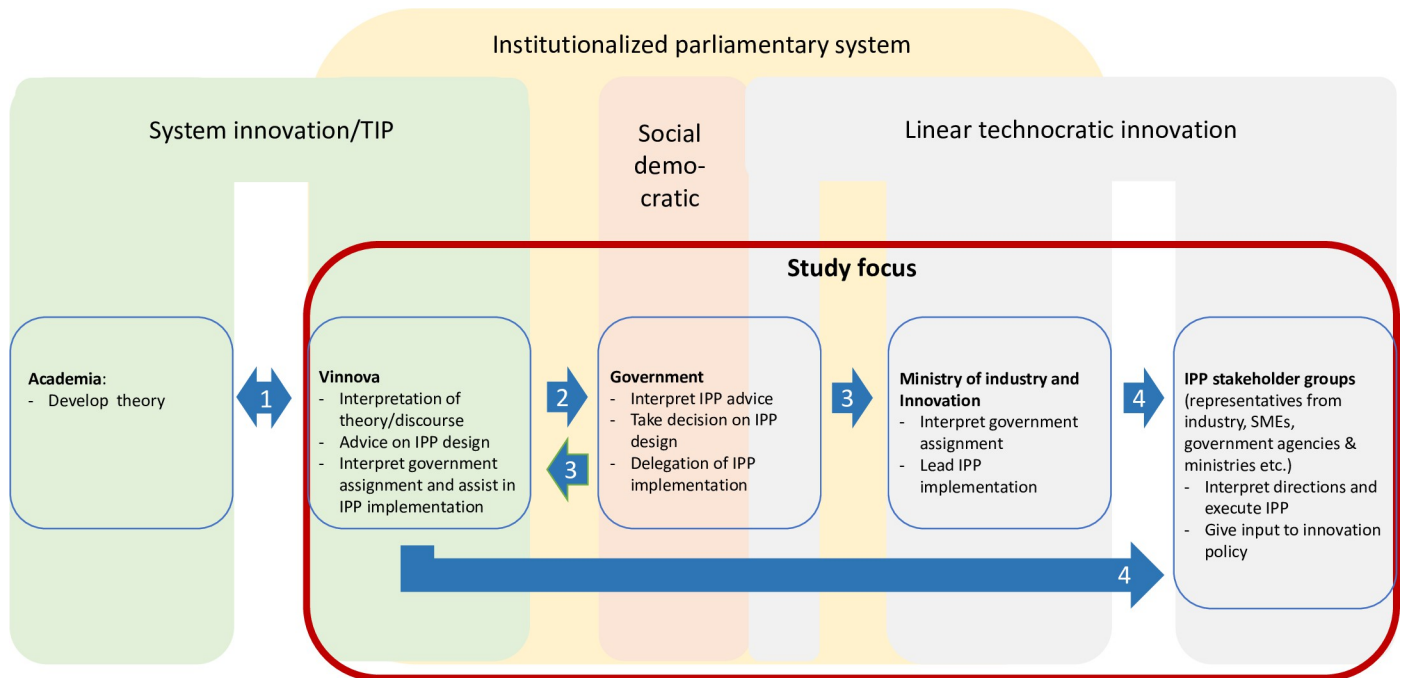 Institutionalized parliamentary system
System innovation/TIP
Social
demo-
cratic
Linear technocratic innovation
Study focus
Academia:
- Develop theory
1
Vinnova
- Interpretation of
theory/discourse
- Advice on IPP design
- Interpret government
assignment and assist in
IPP implementation
2
3
Government
- Interpret IPP advice
- Take decision on IPP
design
- Delegation of IPP
implementation
3
Ministry of industry and
Innovation
- Interpret government
assignment
- Lead IPP
implementation
4
IPP stakeholder groups
(representatives from
industry, SMEs,
government agencies &
ministries etc.)
- Interpret directions and
execute IPP
- Give input to innovation
policy
4